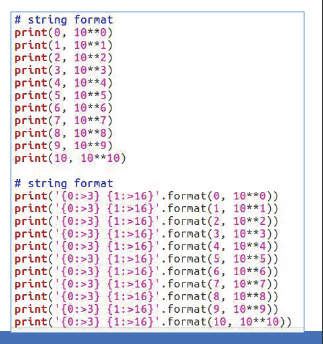 # string format
print(0, 10**0)
print(1, 10**1)
print(2, 10**2)
print(3, 10**3)
print(4, 10**4)
print(5, 10**5)
print(6, 10**6)
print(7, 10**7)
print(8, 10**8)
print(9, 10**9)
print(10, 10**10)
# string format
print('{0:>3} {1:>16}'.format(0, 10**0))
print('{0:>3} {1:>16}'.format(1, 10**1))
print('{0:>3} {1:>16}'.format(2, 10**2))
print('{0:>3} {1:>16}'.format(3, 10**3))
print('{0:>3} {1:>16}'.format(4, 10**4))
print('{0:>3} {1:>16}'.format(5, 10**5))
print('{0:>3} {1:>16}'.format(6, 10**6))
print('{0:>3} {1:>16}'.format(7, 10**7))
print('{0:>3} {1:>16}'.format(8, 10**8))
print('{0:>3} {1:>16}'.format(9, 10**9))
print('{0:>3} {1:>16}'.format(10, 10**10))